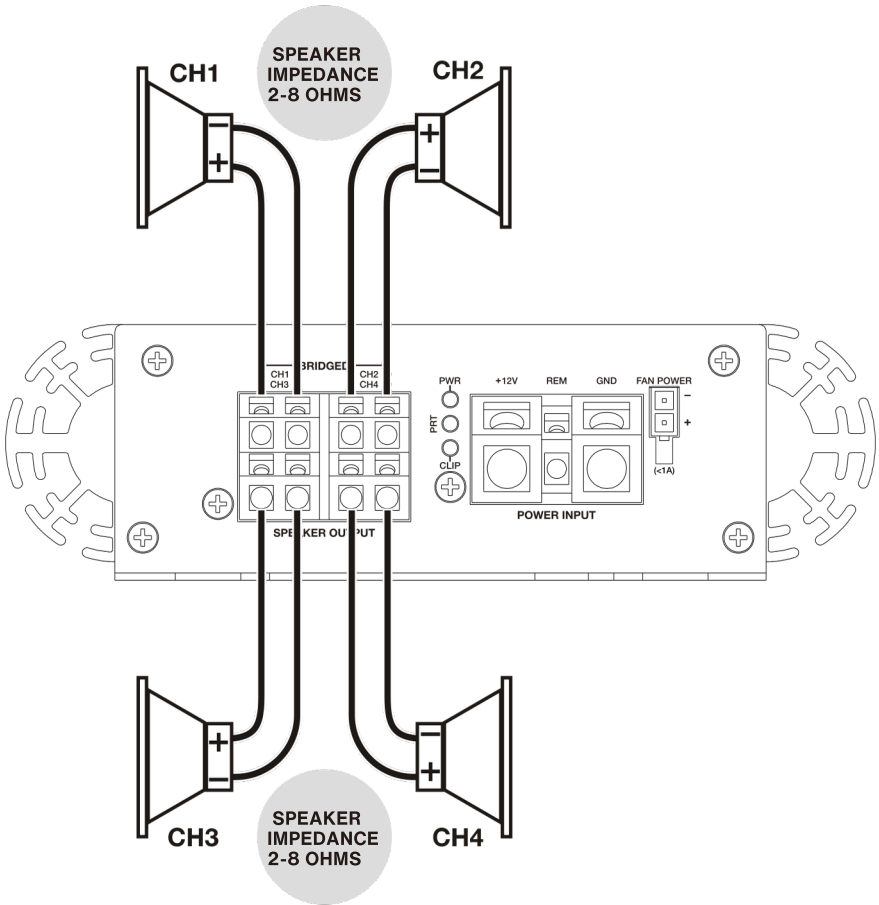 SPEAKER
IMPEDANCE
2-8 OHMS
CH1
CH2
−
+
+
−
BRIDGED
CH1
CH3
CH2
CH4
PWR
+12V
REM
GND
FAN POWER
−
PRT
+
CLIP
(<1A)
POWER INPUT
SPEAKER OUTPUT
+
−
−
+
CH3
CH4
SPEAKER
IMPEDANCE
2-8 OHMS